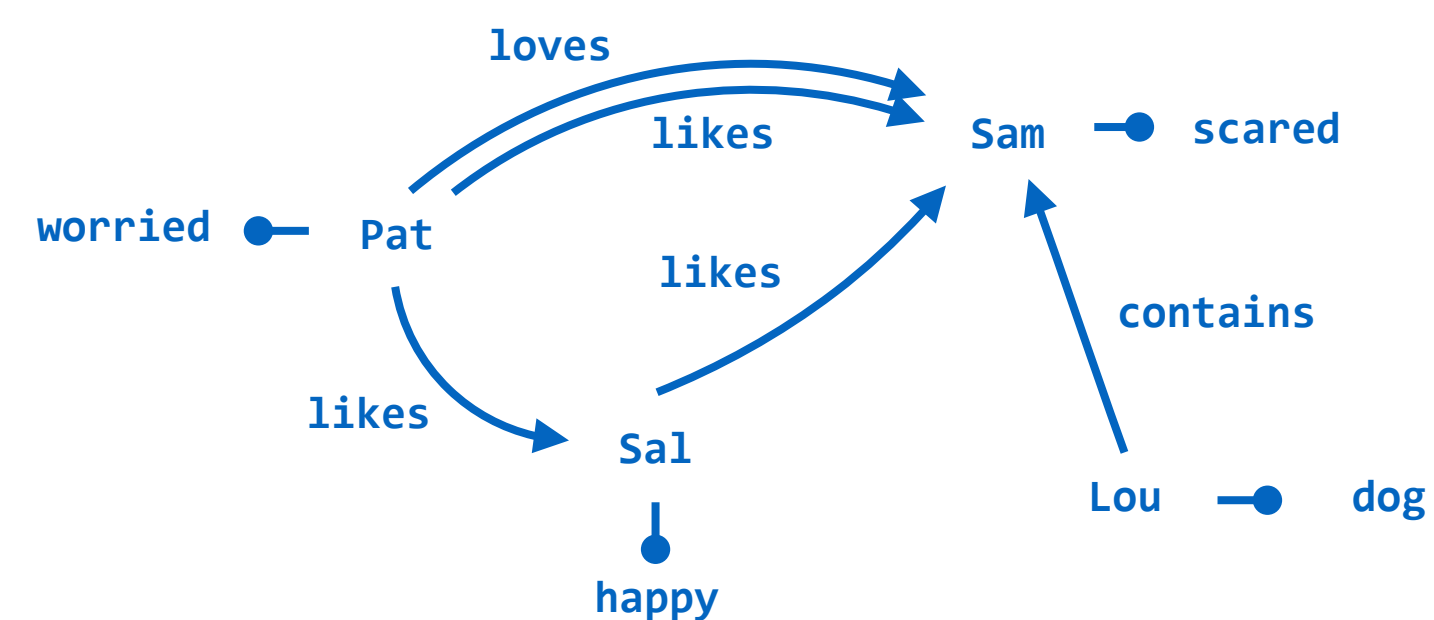 loves
likes
Sam
scared
worried
Pat
likes
contains
likes
Sal
Lou
dog
happy